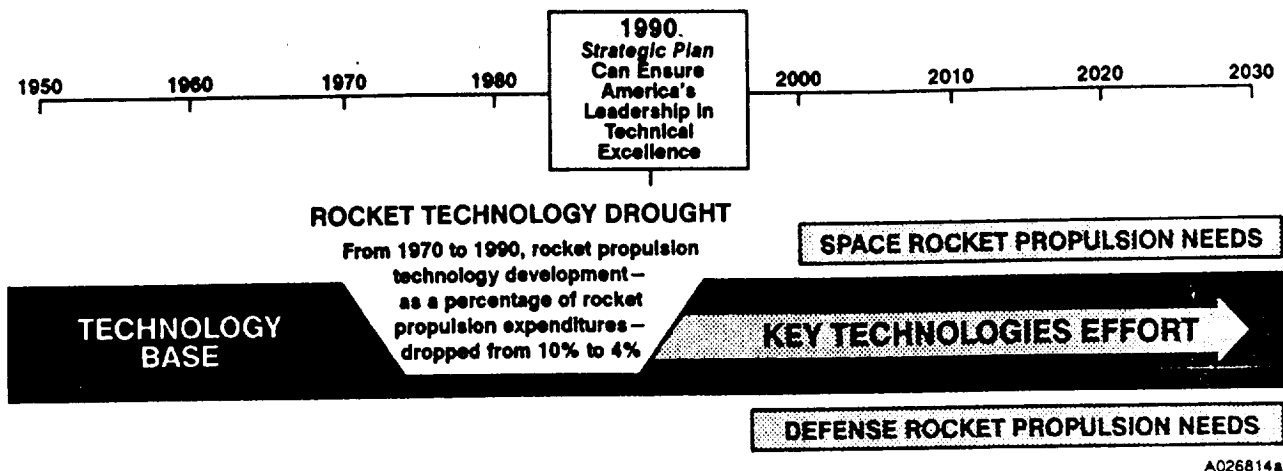 1990.
Strategic Plan
Can Ensure
America's
Leadership in
Technical
Excellence
1950 1960 1970 1980 2000 2010 2020 2030
ROCKET TECHNOLOGY DROUGHT
From 1970 to 1990, rocket propulsion
technology development—
as a percentage of rocket
propulsion expenditures—
dropped from 10% to 4%
SPACE ROCKET PROPULSION NEEDS
TECHNOLOGY
BASE
KEY TECHNOLOGIES EFFORT
DEFENSE ROCKET PROPULSION NEEDS
A026814a